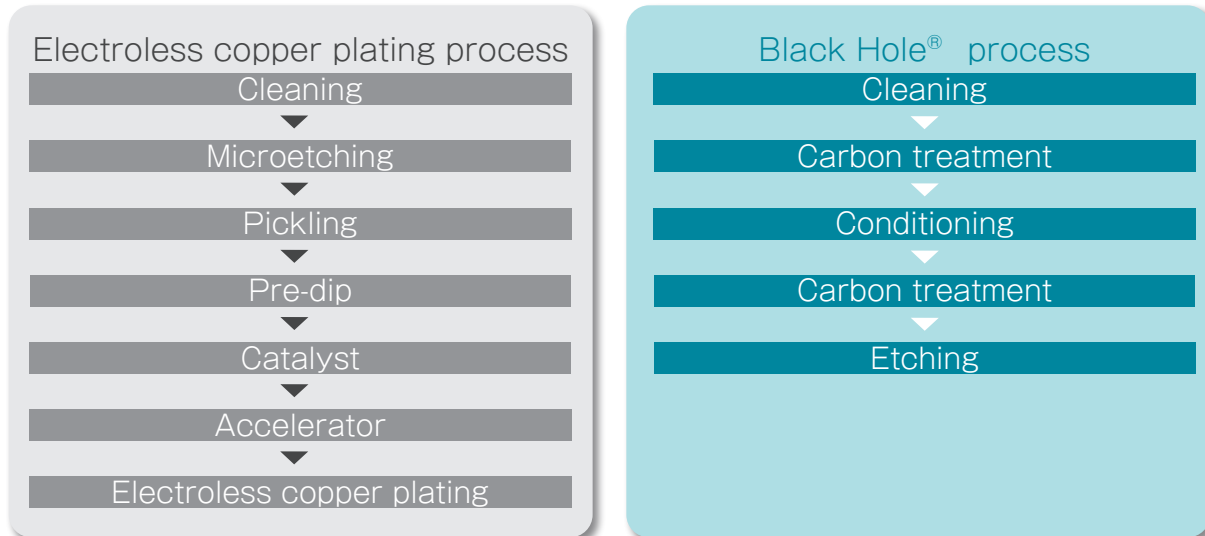 Electroless copper plating process
Cleaning
Microetching
Pickling
Pre-dip
Catalyst
Accelerator
Electroless copper plating
Black Hole® process
Cleaning
Carbon treatment
Conditioning
Carbon treatment
Etching